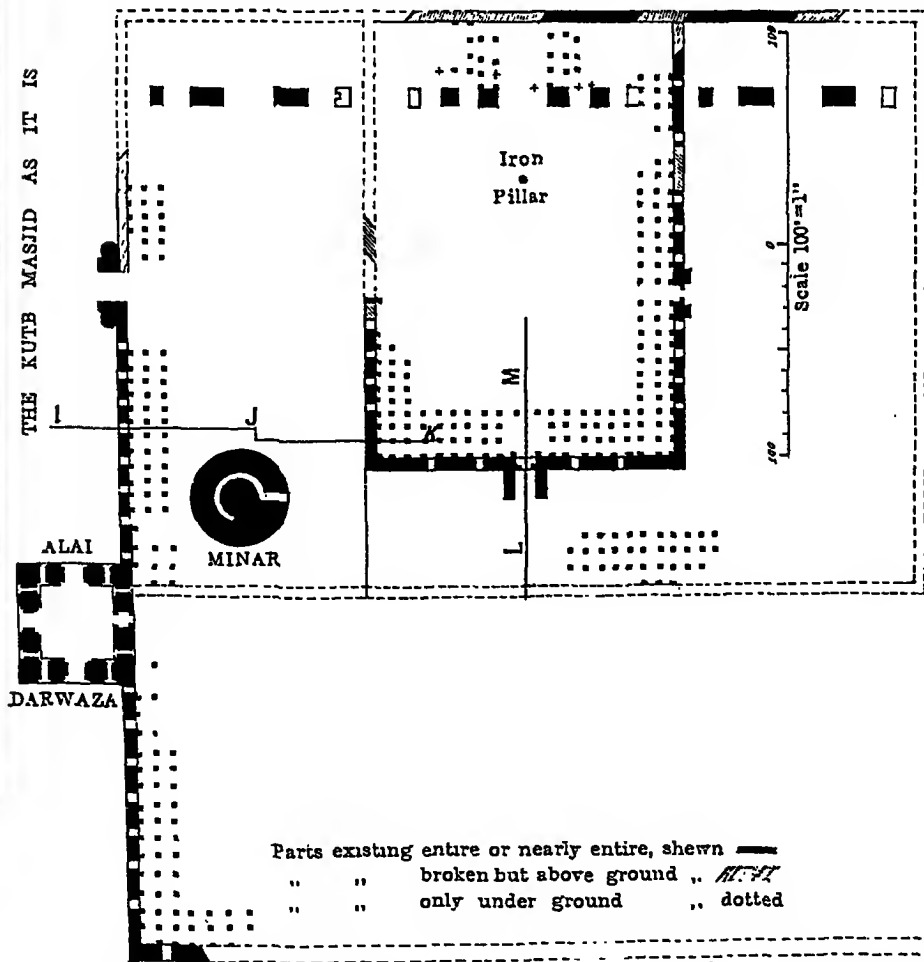 THE KUTB MASJID AS IT IS
Iron
Pillar
100
0
100
Scale 100'=1"
M
I
J
K
L
MINAR
ALAI
DARWAZA
Parts existing entire or nearly entire, shewn
„ „ broken but above ground „
„ „ only under ground „ dotted